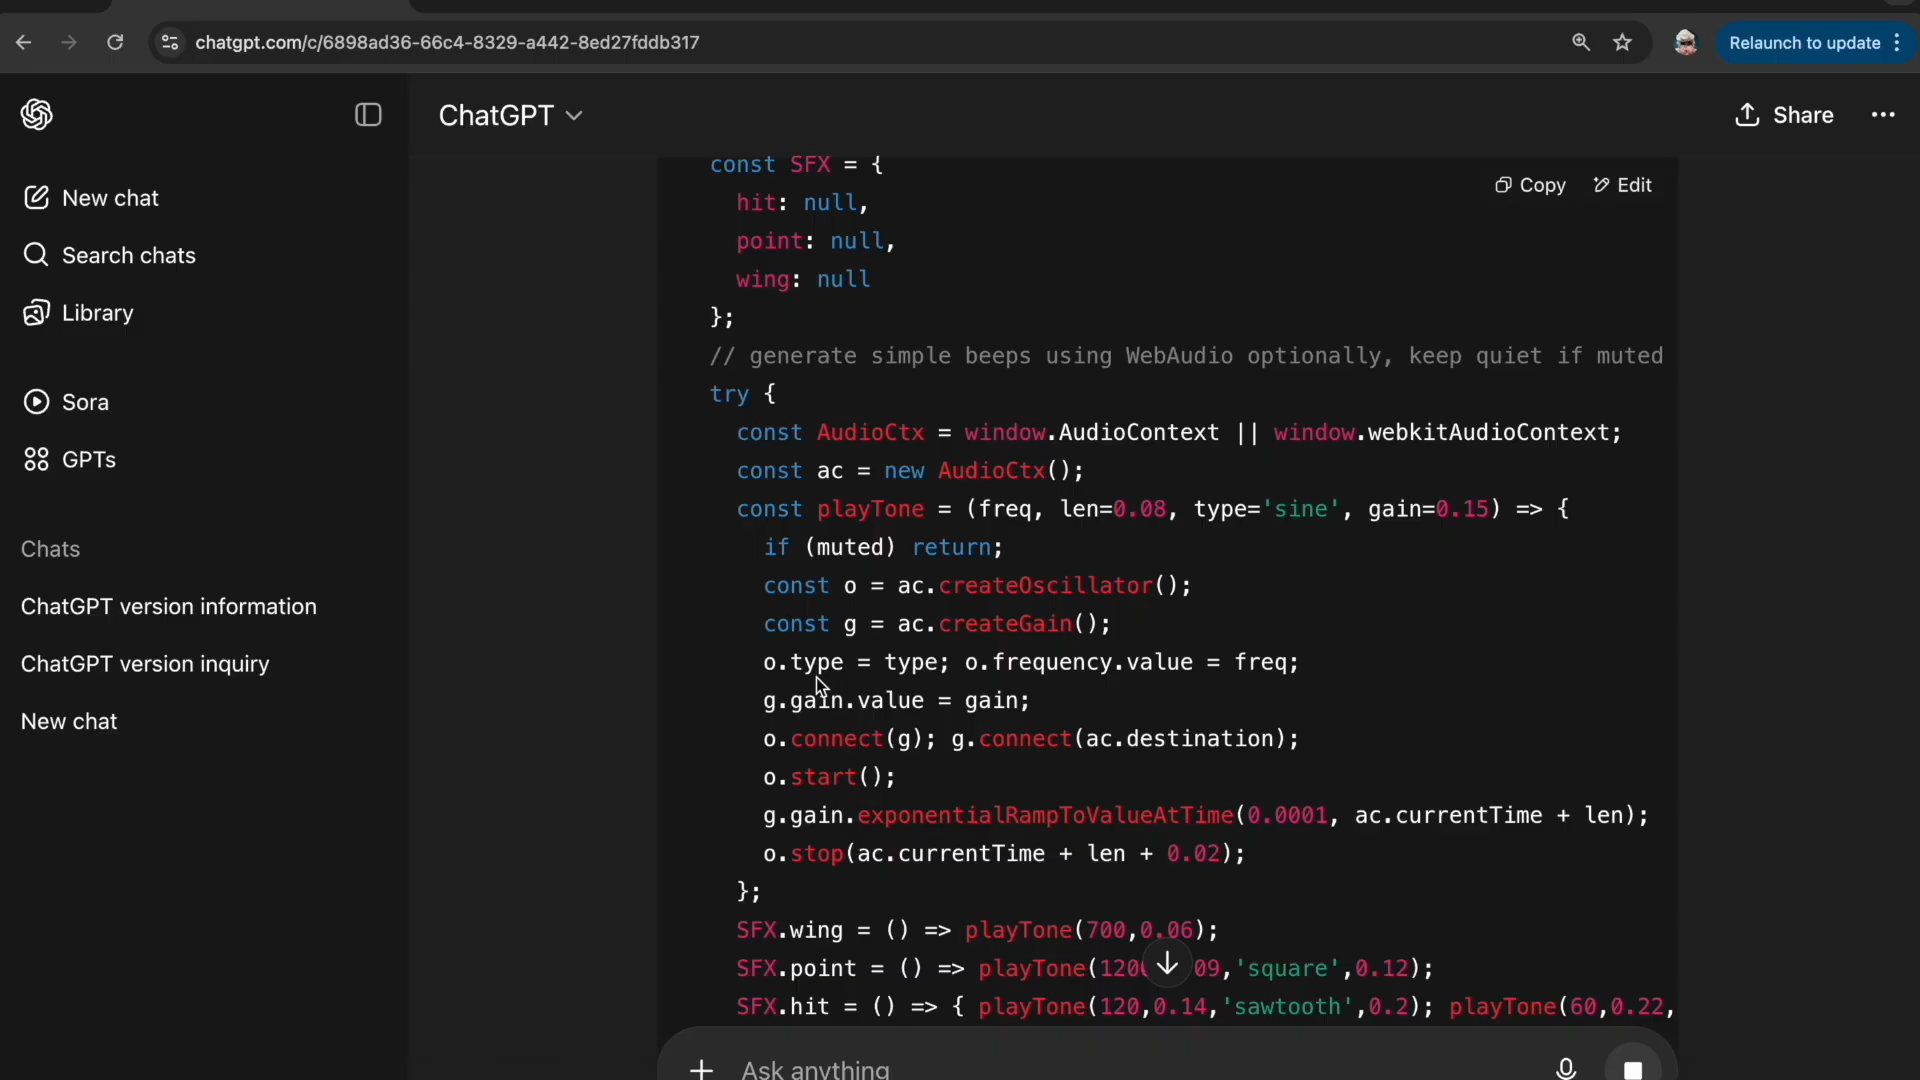 chatgpt.com/c/6898ad36-66c4-8329-a442-8ed27fddb317
Relaunch to update
ChatGPT
Share
New chat
Search chats
Library
Sora
GPTs
Chats
ChatGPT version information
ChatGPT version inquiry
New chat
Copy
Edit
const SFX = {
hit: null,
point: null,
wing: null
};
// generate simple beeps using WebAudio optionally, keep quiet if muted
try {
const AudioCtx = window.AudioContext || window.webkitAudioContext;
const ac = new AudioCtx();
const playTone = (freq, len=0.08, type='sine', gain=0.15) => {
if (muted) return;
const o = ac.createOscillator();
const g = ac.createGain();
o.type = type; o.frequency.value = freq;
g.gain.value = gain;
o.connect(g); g.connect(ac.destination);
o.start();
g.gain.exponentialRampToValueAtTime(0.0001, ac.currentTime + len);
o.stop(ac.currentTime + len + 0.02);
};
SFX.wing = () => playTone(700,0.06);
SFX.point = () => playTone(120 09,'square',0.12);
SFX.hit = () => { playTone(120,0.14,'sawtooth',0.2); playTone(60,0.22,
Ask anything